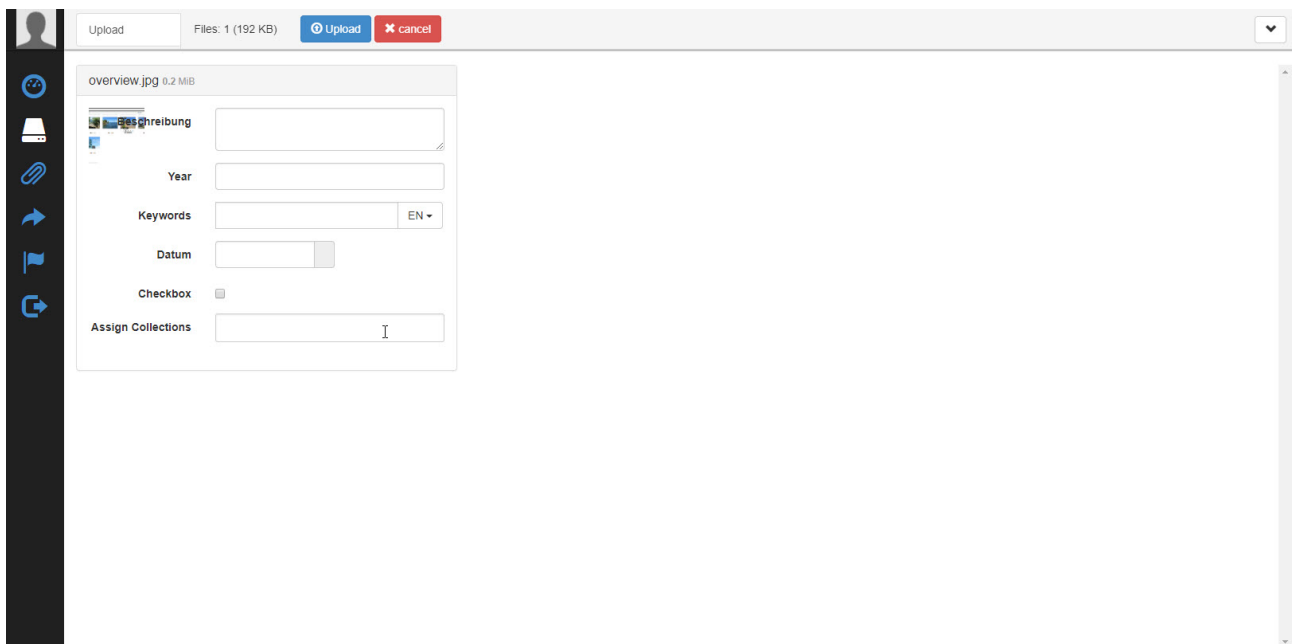 Upload Files: 1 (192 KB) Upload cancel
overview.jpg 0.2 MiB
Beschreibung
Year
Keywords EN
Datum
Checkbox
Assign Collections